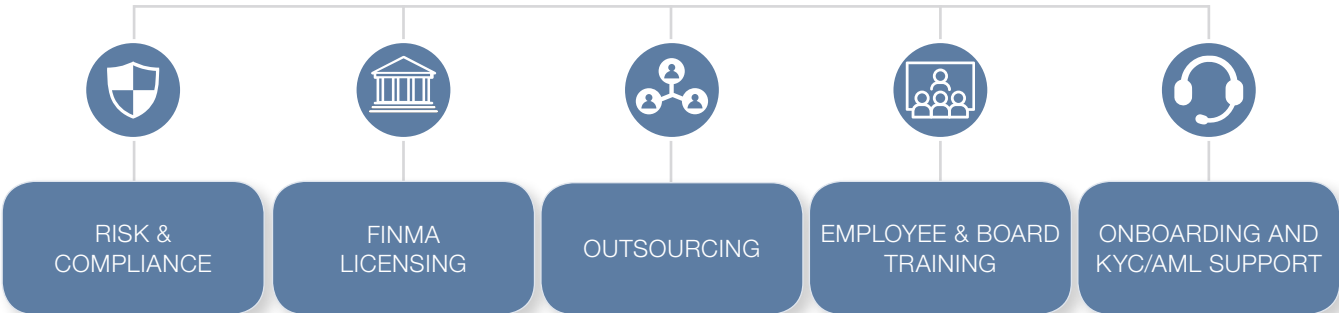 RISK &
COMPLIANCE
FINMA
LICENSING
OUTSOURCING
EMPLOYEE & BOARD
TRAINING
ONBOARDING AND
KYC/AML SUPPORT